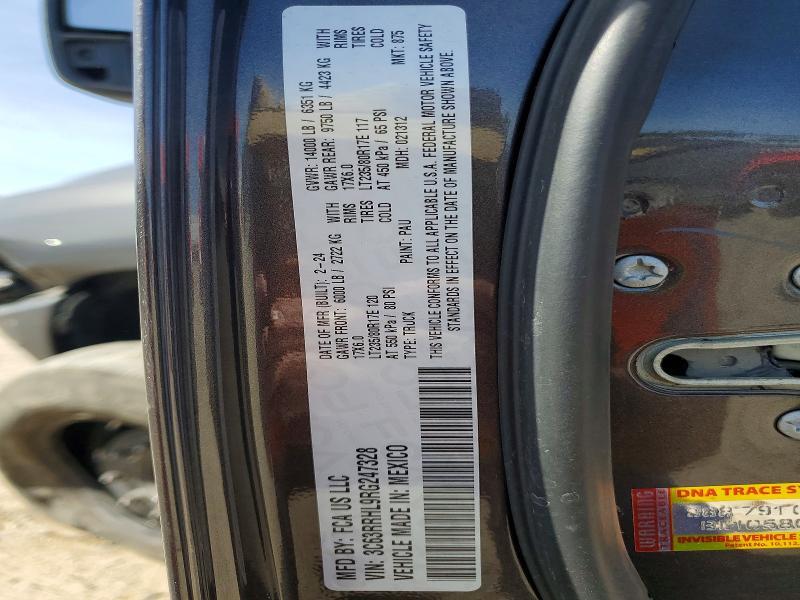 MFD BY: FCA US LLC
DATE OF MFR (BUILT): 2-24
GVWR: 14000 LB / 6351 KG
GAWR FRONT: 6000 LB / 2722 KG WITH
GAWR REAR: 9750 LB / 4423 KG WITH
17X6.0 RIMS
17X6.0 RIMS
LT235/80R17E 120 TIRES
LT235/80R17E 117 TIRES
AT 550 kPa / 80 PSI COLD
AT 450 kPa / 65 PSI COLD
VIN: 3C63RRHL9RG247328
TYPE: TRUCK
PAINT: PAU
MDH: 021312
MKT: 875
VEHICLE MADE IN: MEXICO
THIS VEHICLE CONFORMS TO ALL APPLICABLE U.S.A. FEDERAL MOTOR VEHICLE SAFETY
STANDARDS IN EFFECT ON THE DATE OF MANUFACTURE SHOWN ABOVE.
WARNING
TRACEABLE
DNA TRACE
INVISIBLE VEHICLE
Patent No. 10,112,